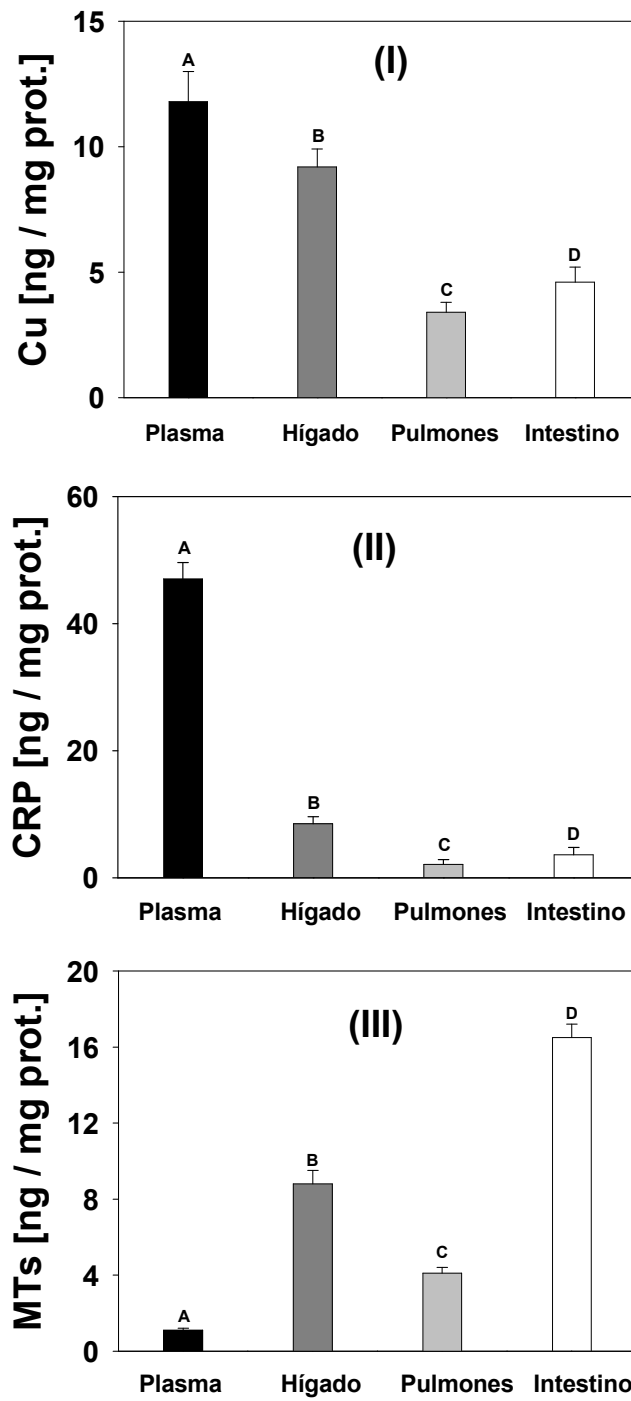 15
(I)
A
B
10
5
D
C
0
Cu [ng / mg prot.]
Plasma Hígado Pulmones Intestino
60
(II)
A
40
20
B
C
D
0
CRP [ng / mg prot.]
Plasma Hígado Pulmones Intestino
20
(III)
D
16
12
B
8
C
4
A
0
MTs [ng / mg prot.]
Plasma Hígado Pulmones Intestino